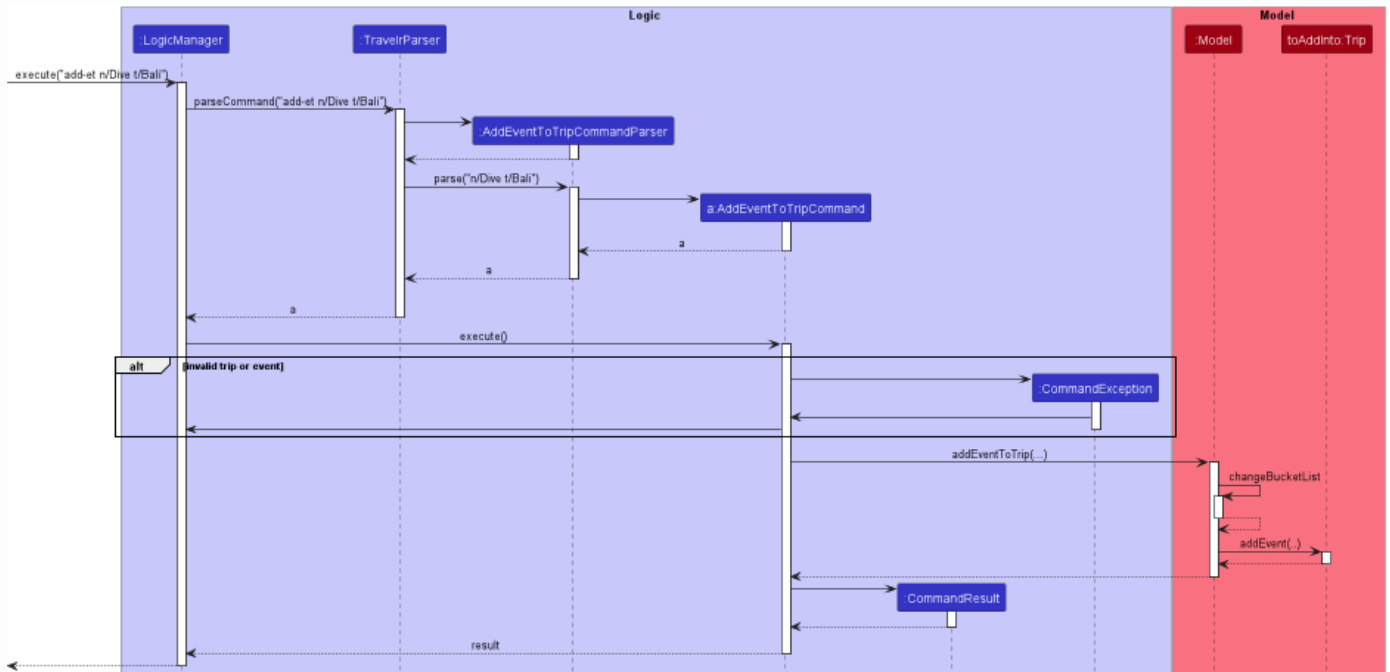 Logic
Model
:LogicManager
:TravelrParser
:Model
toAddInto:Trip
execute("add-et n/Dive t/Bali")
parseCommand("add-et n/Dive t/Bali")
:AddEventToTripCommandParser
parse("n/Dive t/Bali")
a:AddEventToTripCommand
a
a
a
execute()
alt
[invalid trip or event]
:CommandException
addEventToTrip(...)
changeBucketList
addEvent(..)
:CommandResult
result